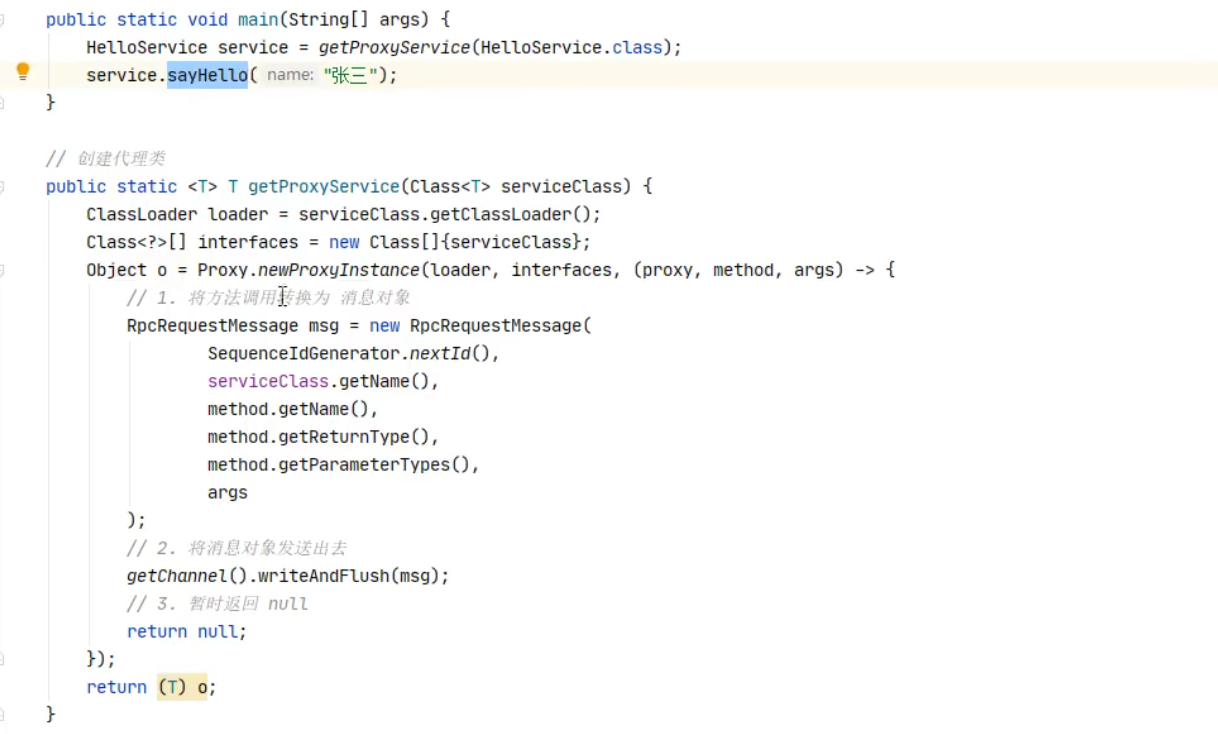 public static void main(String[] args) {
HelloService service = getProxyService(HelloService.class);
service.sayHello( name: "张三");
}
// 创建代理类
public static <T> T getProxyService(Class<T> serviceClass) {
ClassLoader loader = serviceClass.getClassLoader();
Class<?>[] interfaces = new Class[]{serviceClass};
Object o = Proxy.newProxyInstance(loader, interfaces, (proxy, method, args) -> {
// 1. 将方法调用转换为 消息对象
RpcRequestMessage msg = new RpcRequestMessage(
SequenceIdGenerator.nextId(),
serviceClass.getName(),
method.getName(),
method.getReturnType(),
method.getParameterTypes(),
args
);
// 2. 将消息对象发送出去
getChannel().writeAndFlush(msg);
// 3. 暂时返回 null
return null;
});
return (T) o;
}